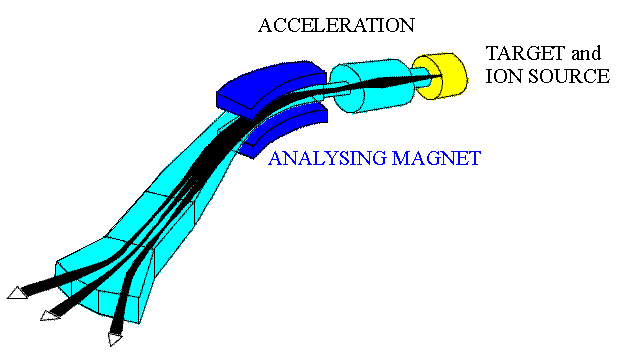 ACCELERATION
TARGET and
ION SOURCE
ANALYSING MAGNET